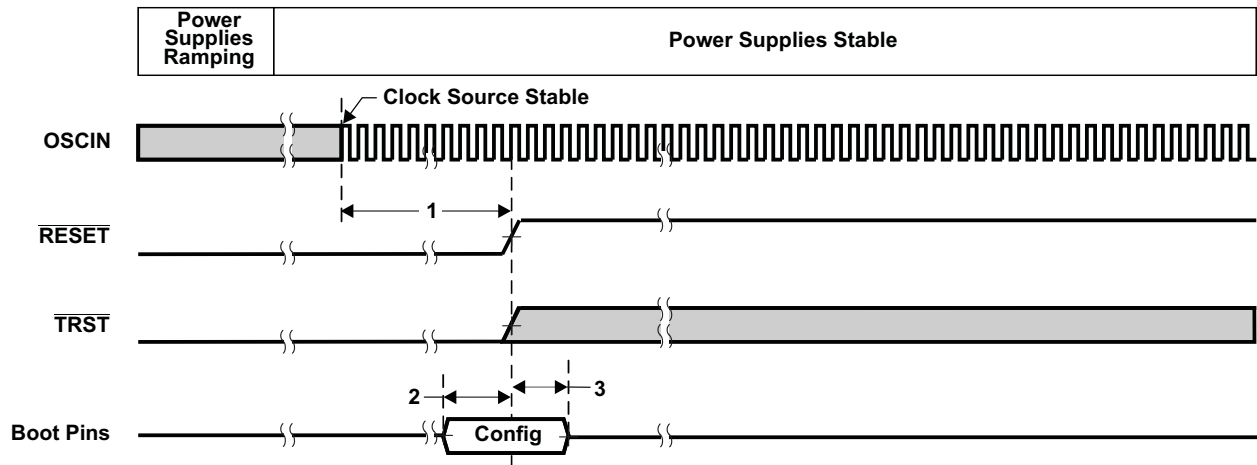 Power
Supplies
Ramping
Power Supplies Stable
Clock Source Stable
OSCIN
1
RESET
TRST
2
3
Boot Pins
Config